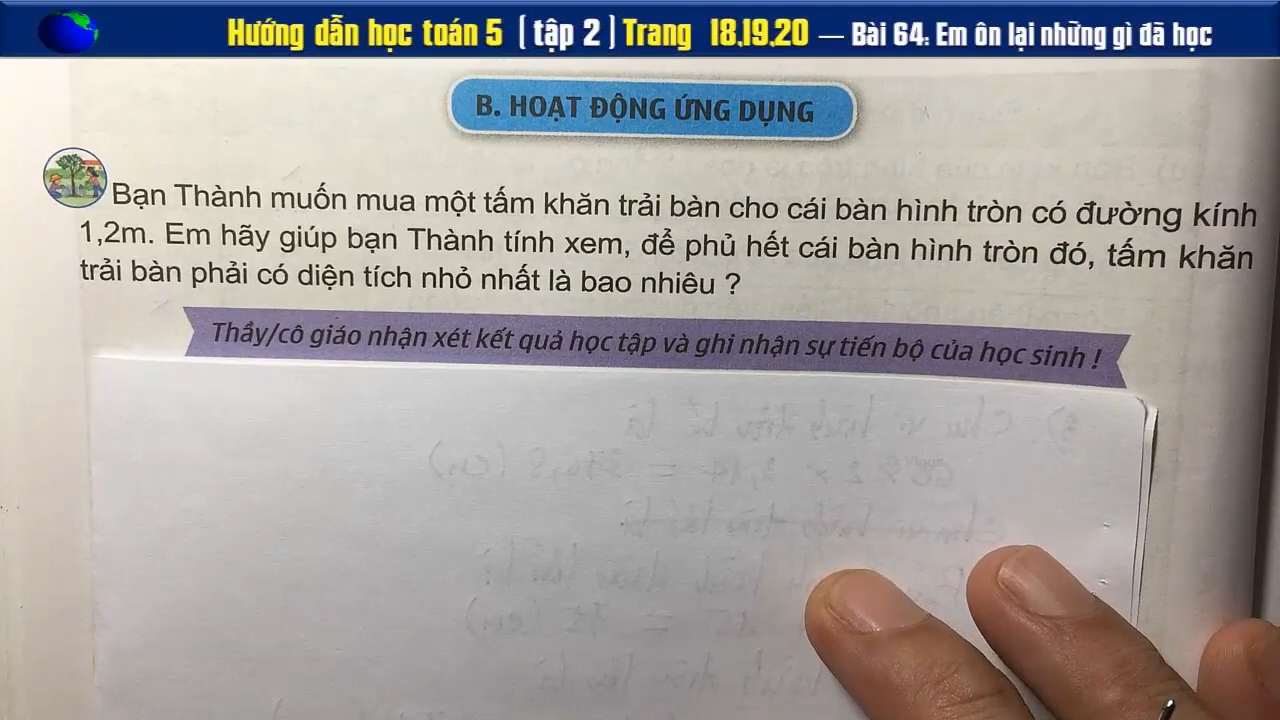 Hướng dẫn học toán 5 ( tập 2 ) Trang 18,19,20 – Bài 64: Em ôn lại những gì đã học
B. HOẠT ĐỘNG ỨNG DỤNG
Bạn Thành muốn mua một tấm khăn trải bàn cho cái bàn hình tròn có đường kính
1,2m. Em hãy giúp bạn Thành tính xem, để phủ hết cái bàn hình tròn đó, tấm khăn
trải bàn phải có diện tích nhỏ nhất là bao nhiêu ?
Thầy/cô giáo nhận xét kết quả học tập và ghi nhận sự tiến bộ của học sinh !
Vlogs